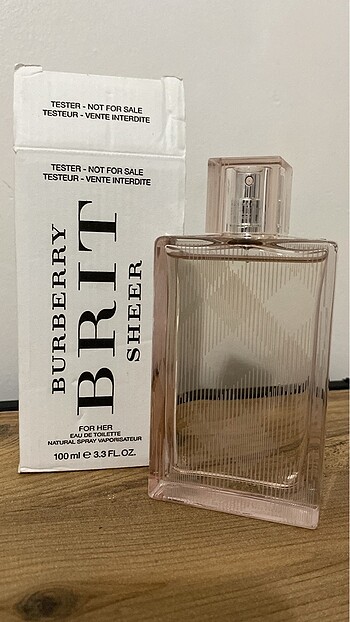 TESTER - NOT FOR SALE
TESTEUR - VENTE INTERDITE
TESTER - NOT FOR SALE
TESTEUR - VENTE INTERDITE
BURBERRY
BRIT
SHEER
FOR HER
EAU DE TOILETTE
NATURAL SPRAY VAPORISATEUR
100 ml ℮ 3.3 FL. OZ.